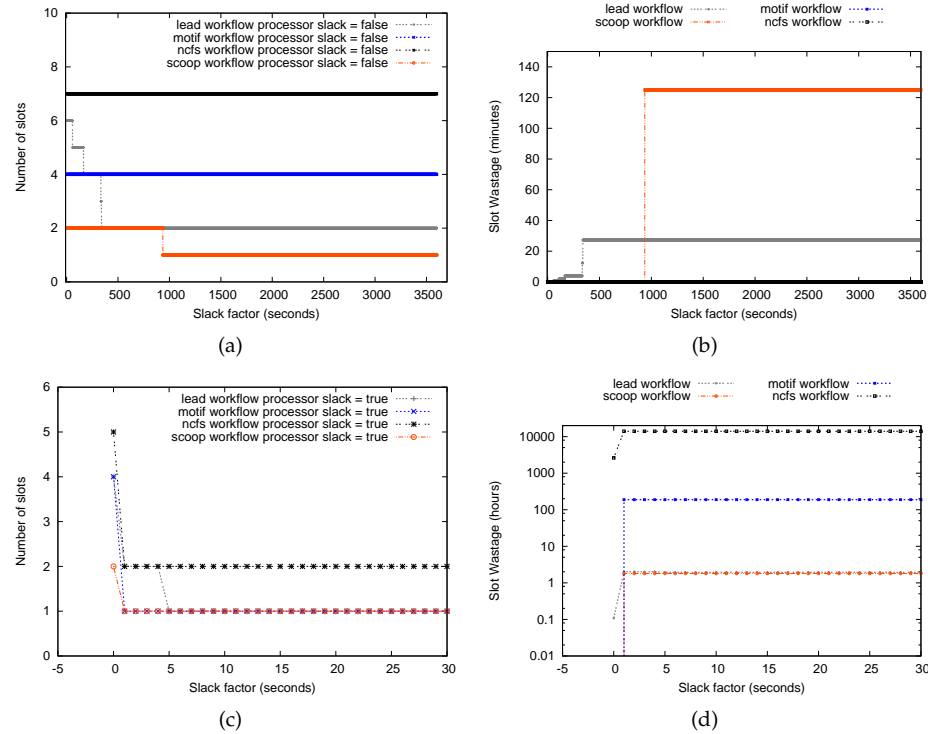 lead workflow processor slack = false
motif workflow processor slack = false
ncfs workflow processor slack = false
scoop workflow processor slack = false
10
8
6
4
2
0
Number of slots
0 500 1000 1500 2000 2500 3000 3500
Slack factor (seconds)
(a)
lead workflow motif workflow
scoop workflow ncfs workflow
140
120
100
80
60
40
20
0
Slot Wastage (minutes)
0 500 1000 1500 2000 2500 3000 3500
Slack factor (seconds)
(b)
lead workflow processor slack = true
motif workflow processor slack = true
ncfs workflow processor slack = true
scoop workflow processor slack = true
6
5
4
3
2
1
0
Number of slots
-5 0 5 10 15 20 25 30
Slack factor (seconds)
(c)
lead workflow motif workflow
scoop workflow ncfs workflow
10000
1000
100
10
1
0.1
0.01
Slot Wastage (hours)
-5 0 5 10 15 20 25 30
Slack factor (seconds)
(d)